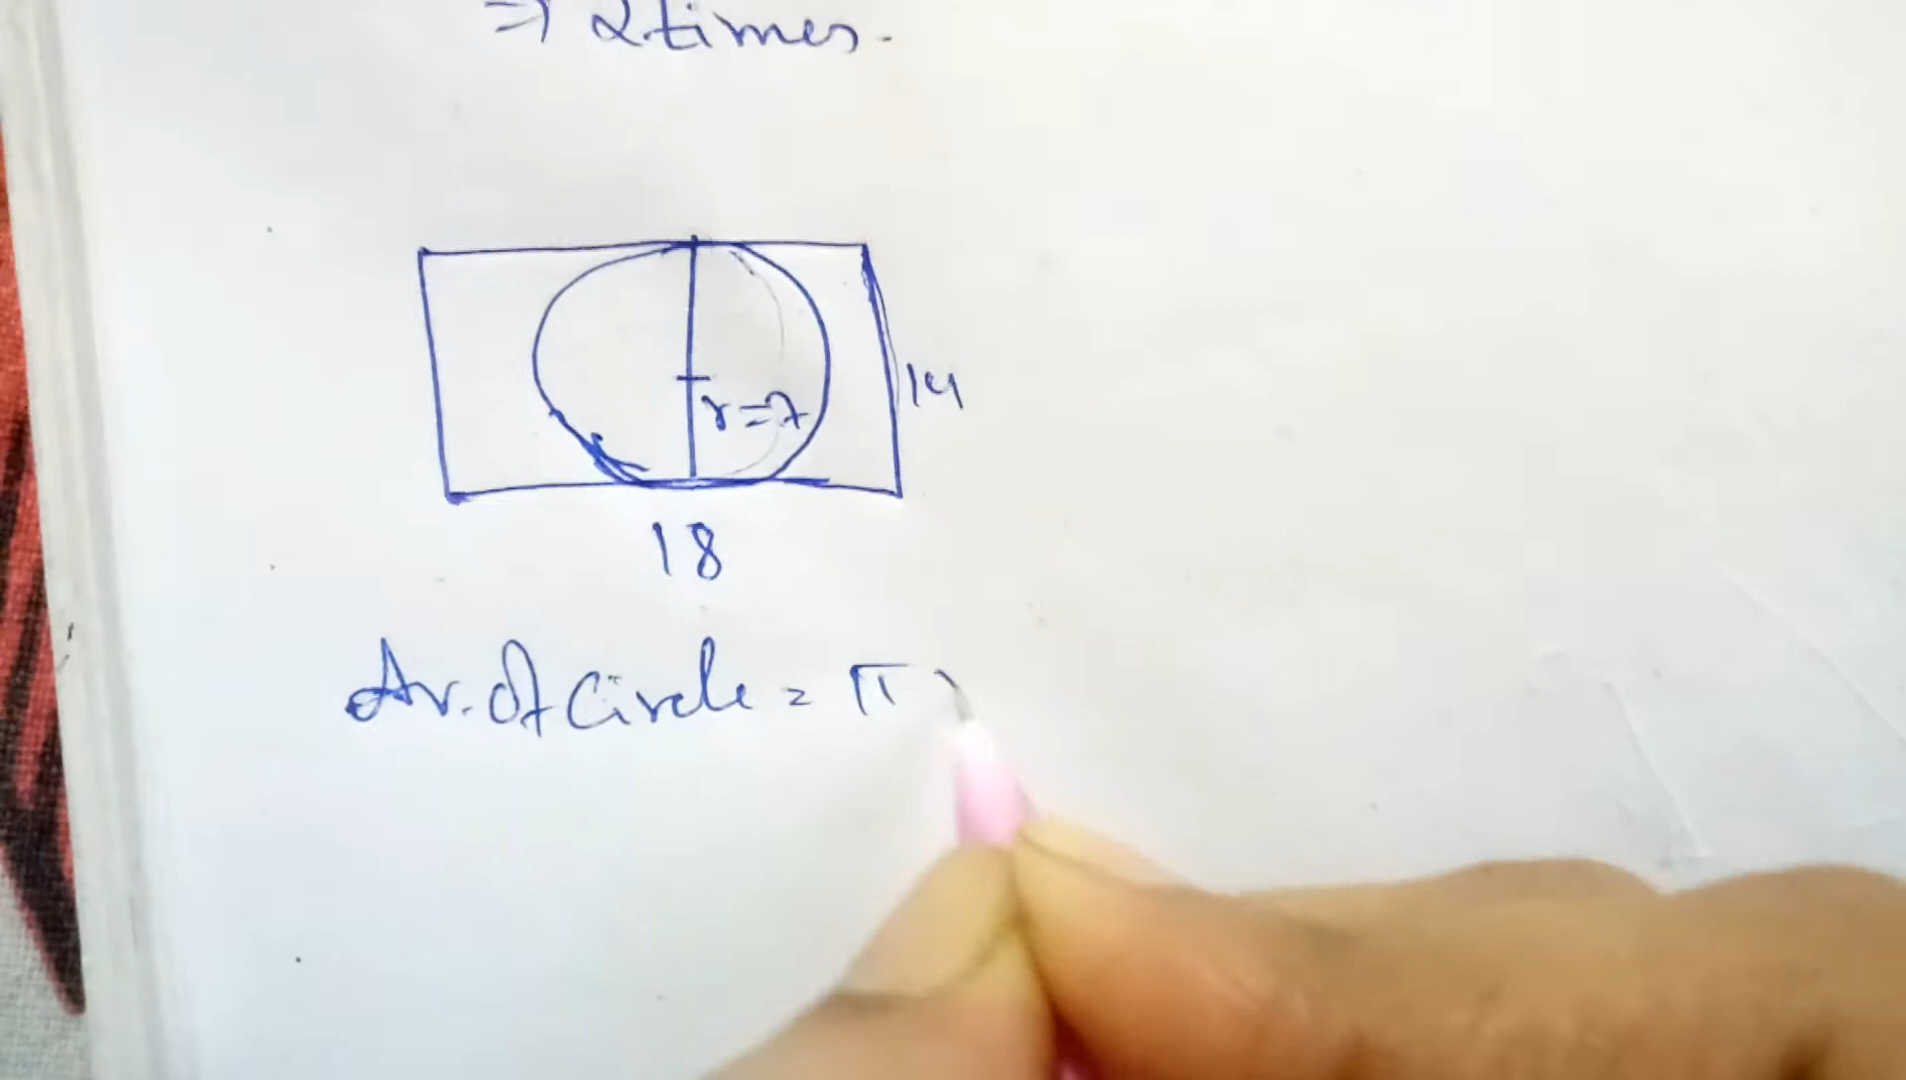 ⇒ 2 times.
r=7
14
18
Ar. of Circle = π